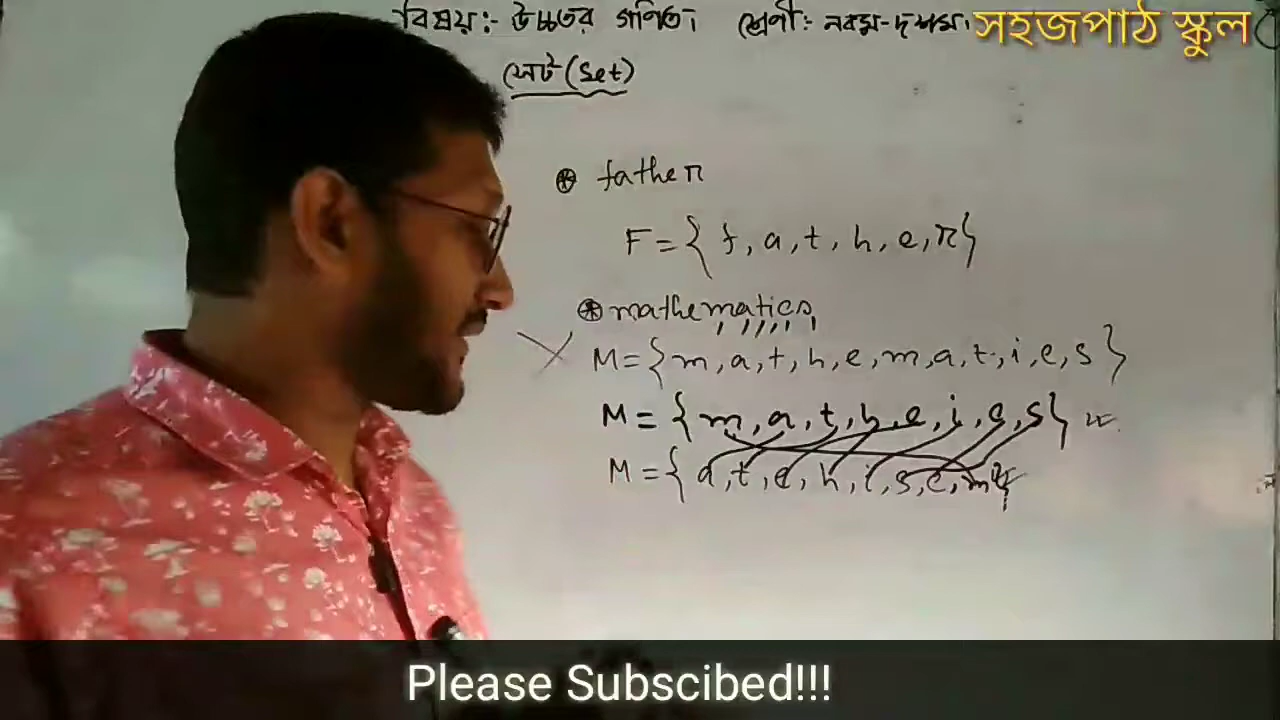 বিষয়:- উচ্চতর গণিত। শ্রেণী:- নবম-দশম।
সহজপাঠ স্কুল
সেট (Set)
father
F = { f, a, t, h, e, r }
mathematics
M = { m, a, t, h, e, m, a, t, i, c, s }
M = { m, a, t, h, e, i, c, s }
M = { a, t, e, h, i, s, c, m }
Please Subscibed!!!